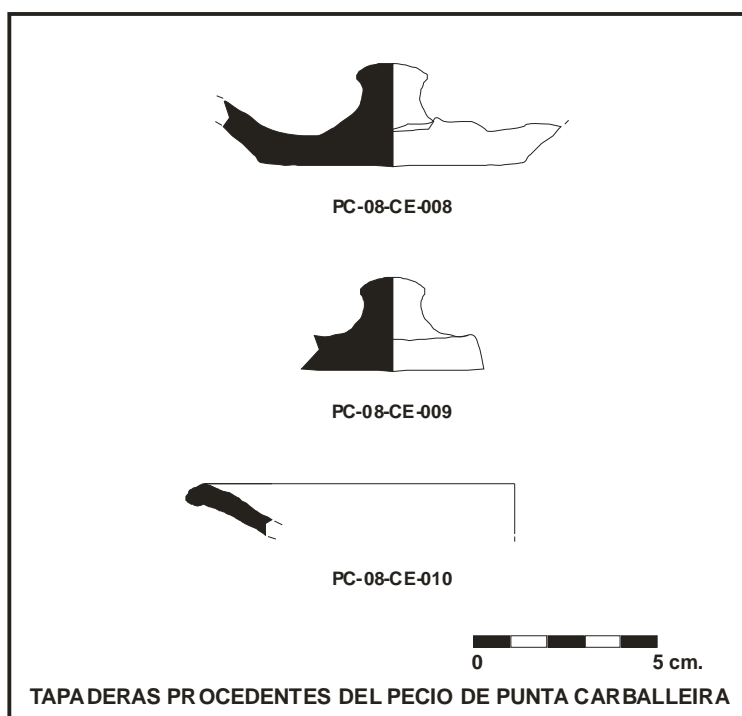 PC-08-CE-008
PC-08-CE-009
PC-08-CE-010
0 5 cm.
TAPADERAS PROCEDENTES DEL PECIO DE PUNTA CARBALLEIRA